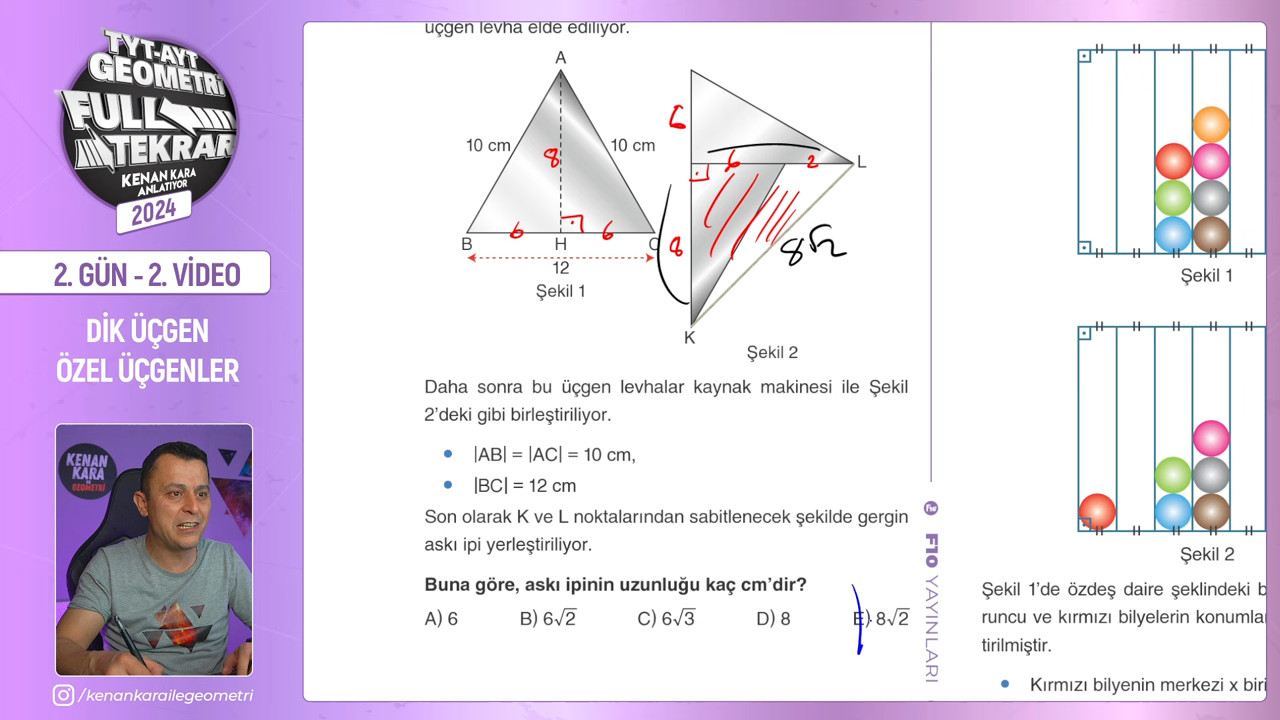 TYT-AYT
GEOMETRİ
FULL
TEKRAR
KENAN KARA
ANLATIYOR
2024
2. GÜN - 2. VİDEO
DİK ÜÇGEN
ÖZEL ÜÇGENLER
KENAN
KARA
GEOMETRİ
/kenankarailegeometri
üçgen levha elde ediliyor.
A
10 cm
8
10 cm
B
6
H
6
C
12
Şekil 1
6
6
2
L
8
8√2
K
Şekil 2
Daha sonra bu üçgen levhalar kaynak makinesi ile Şekil
2’deki gibi birleştiriliyor.
• |AB| = |AC| = 10 cm,
• |BC| = 12 cm
Son olarak K ve L noktalarından sabitlenecek şekilde gergin
askı ipi yerleştiriliyor.
Buna göre, askı ipinin uzunluğu kaç cm’dir?
A) 6 B) 6√2 C) 6√3 D) 8 E) 8√2
F10
F10 YAYINLARI
Şekil 1
Şekil 2
Şekil 1’de özdeş daire şeklindeki b
runcu ve kırmızı bilyelerin konumla
tirilmiştir.
• Kırmızı bilyenin merkezi x biri